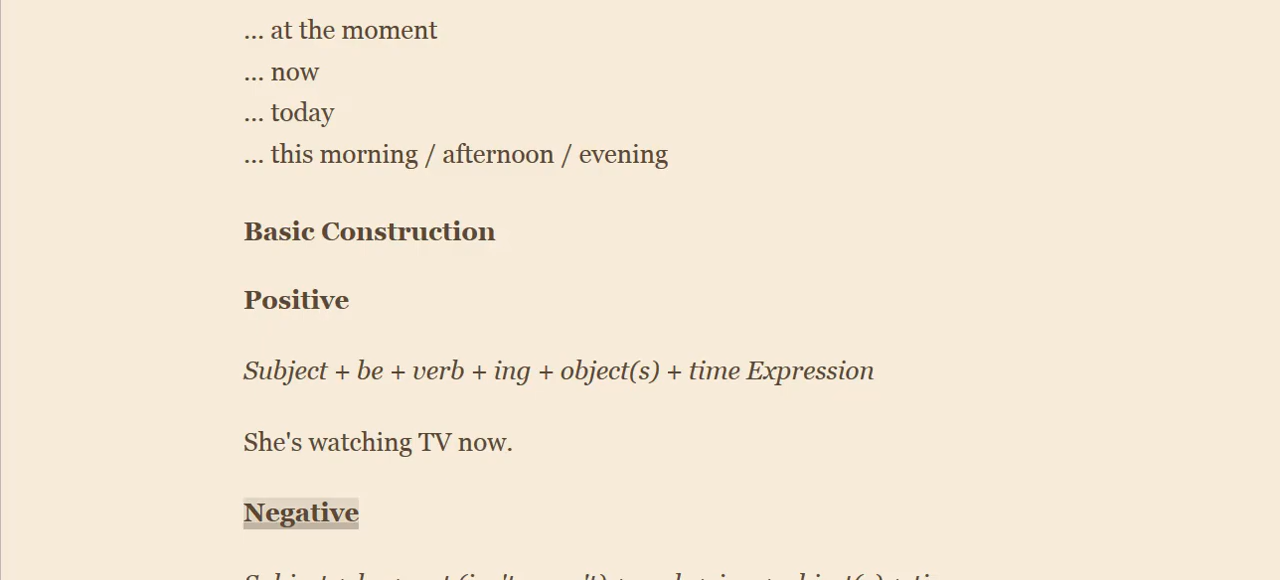 ... at the moment
... now
... today
... this morning / afternoon / evening
Basic Construction
Positive
Subject + be + verb + ing + object(s) + time Expression
She's watching TV now.
Negative